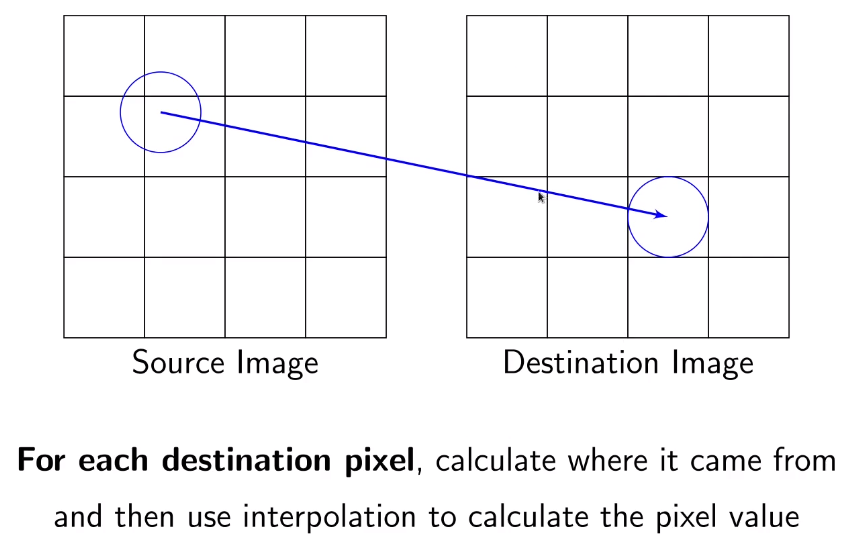 Source Image
Destination Image
For each destination pixel, calculate where it came from
and then use interpolation to calculate the pixel value